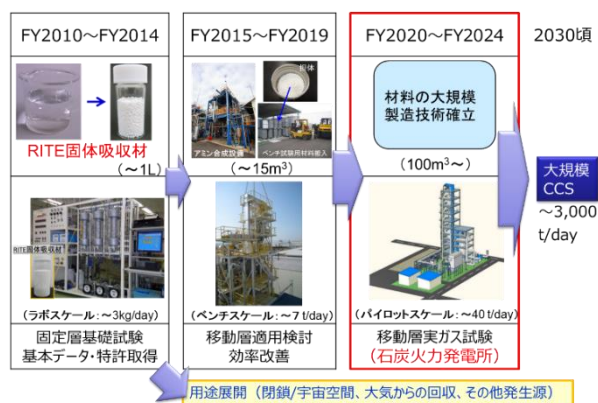 FY2010～FY2014
RITE固体吸収材
(～1L)
RITE固体吸収材
(ラボスケール：～3kg/day)
固定層基礎試験
基本データ・特許取得
FY2015～FY2019
担体
アミン合成設備
ベンチ試験用材料搬入
(～15m³)
(ベンチスケール：～7 t/day)
移動層適用検討
効率改善
FY2020～FY2024
材料の大規模
製造技術確立
(100m³～)
(パイロットスケール：～40 t/day)
移動層実ガス試験
(石炭火力発電所)
2030頃
大規模
CCS
～3,000
t/day
用途展開（閉鎖/宇宙空間、大気からの回収、その他発生源）